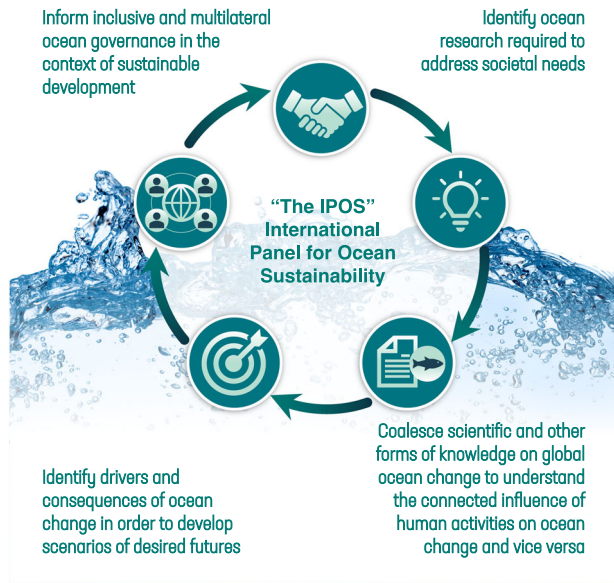 Inform inclusive and multilateral
ocean governance in the
context of sustainable
development
Identify ocean
research required to
address societal needs
“The IPOS”
International
Panel for Ocean
Sustainability
Coalesce scientific and other
forms of knowledge on global
ocean change to understand
the connected influence of
human activities on ocean
change and vice versa
Identify drivers and
consequences of ocean
change in order to develop
scenarios of desired futures